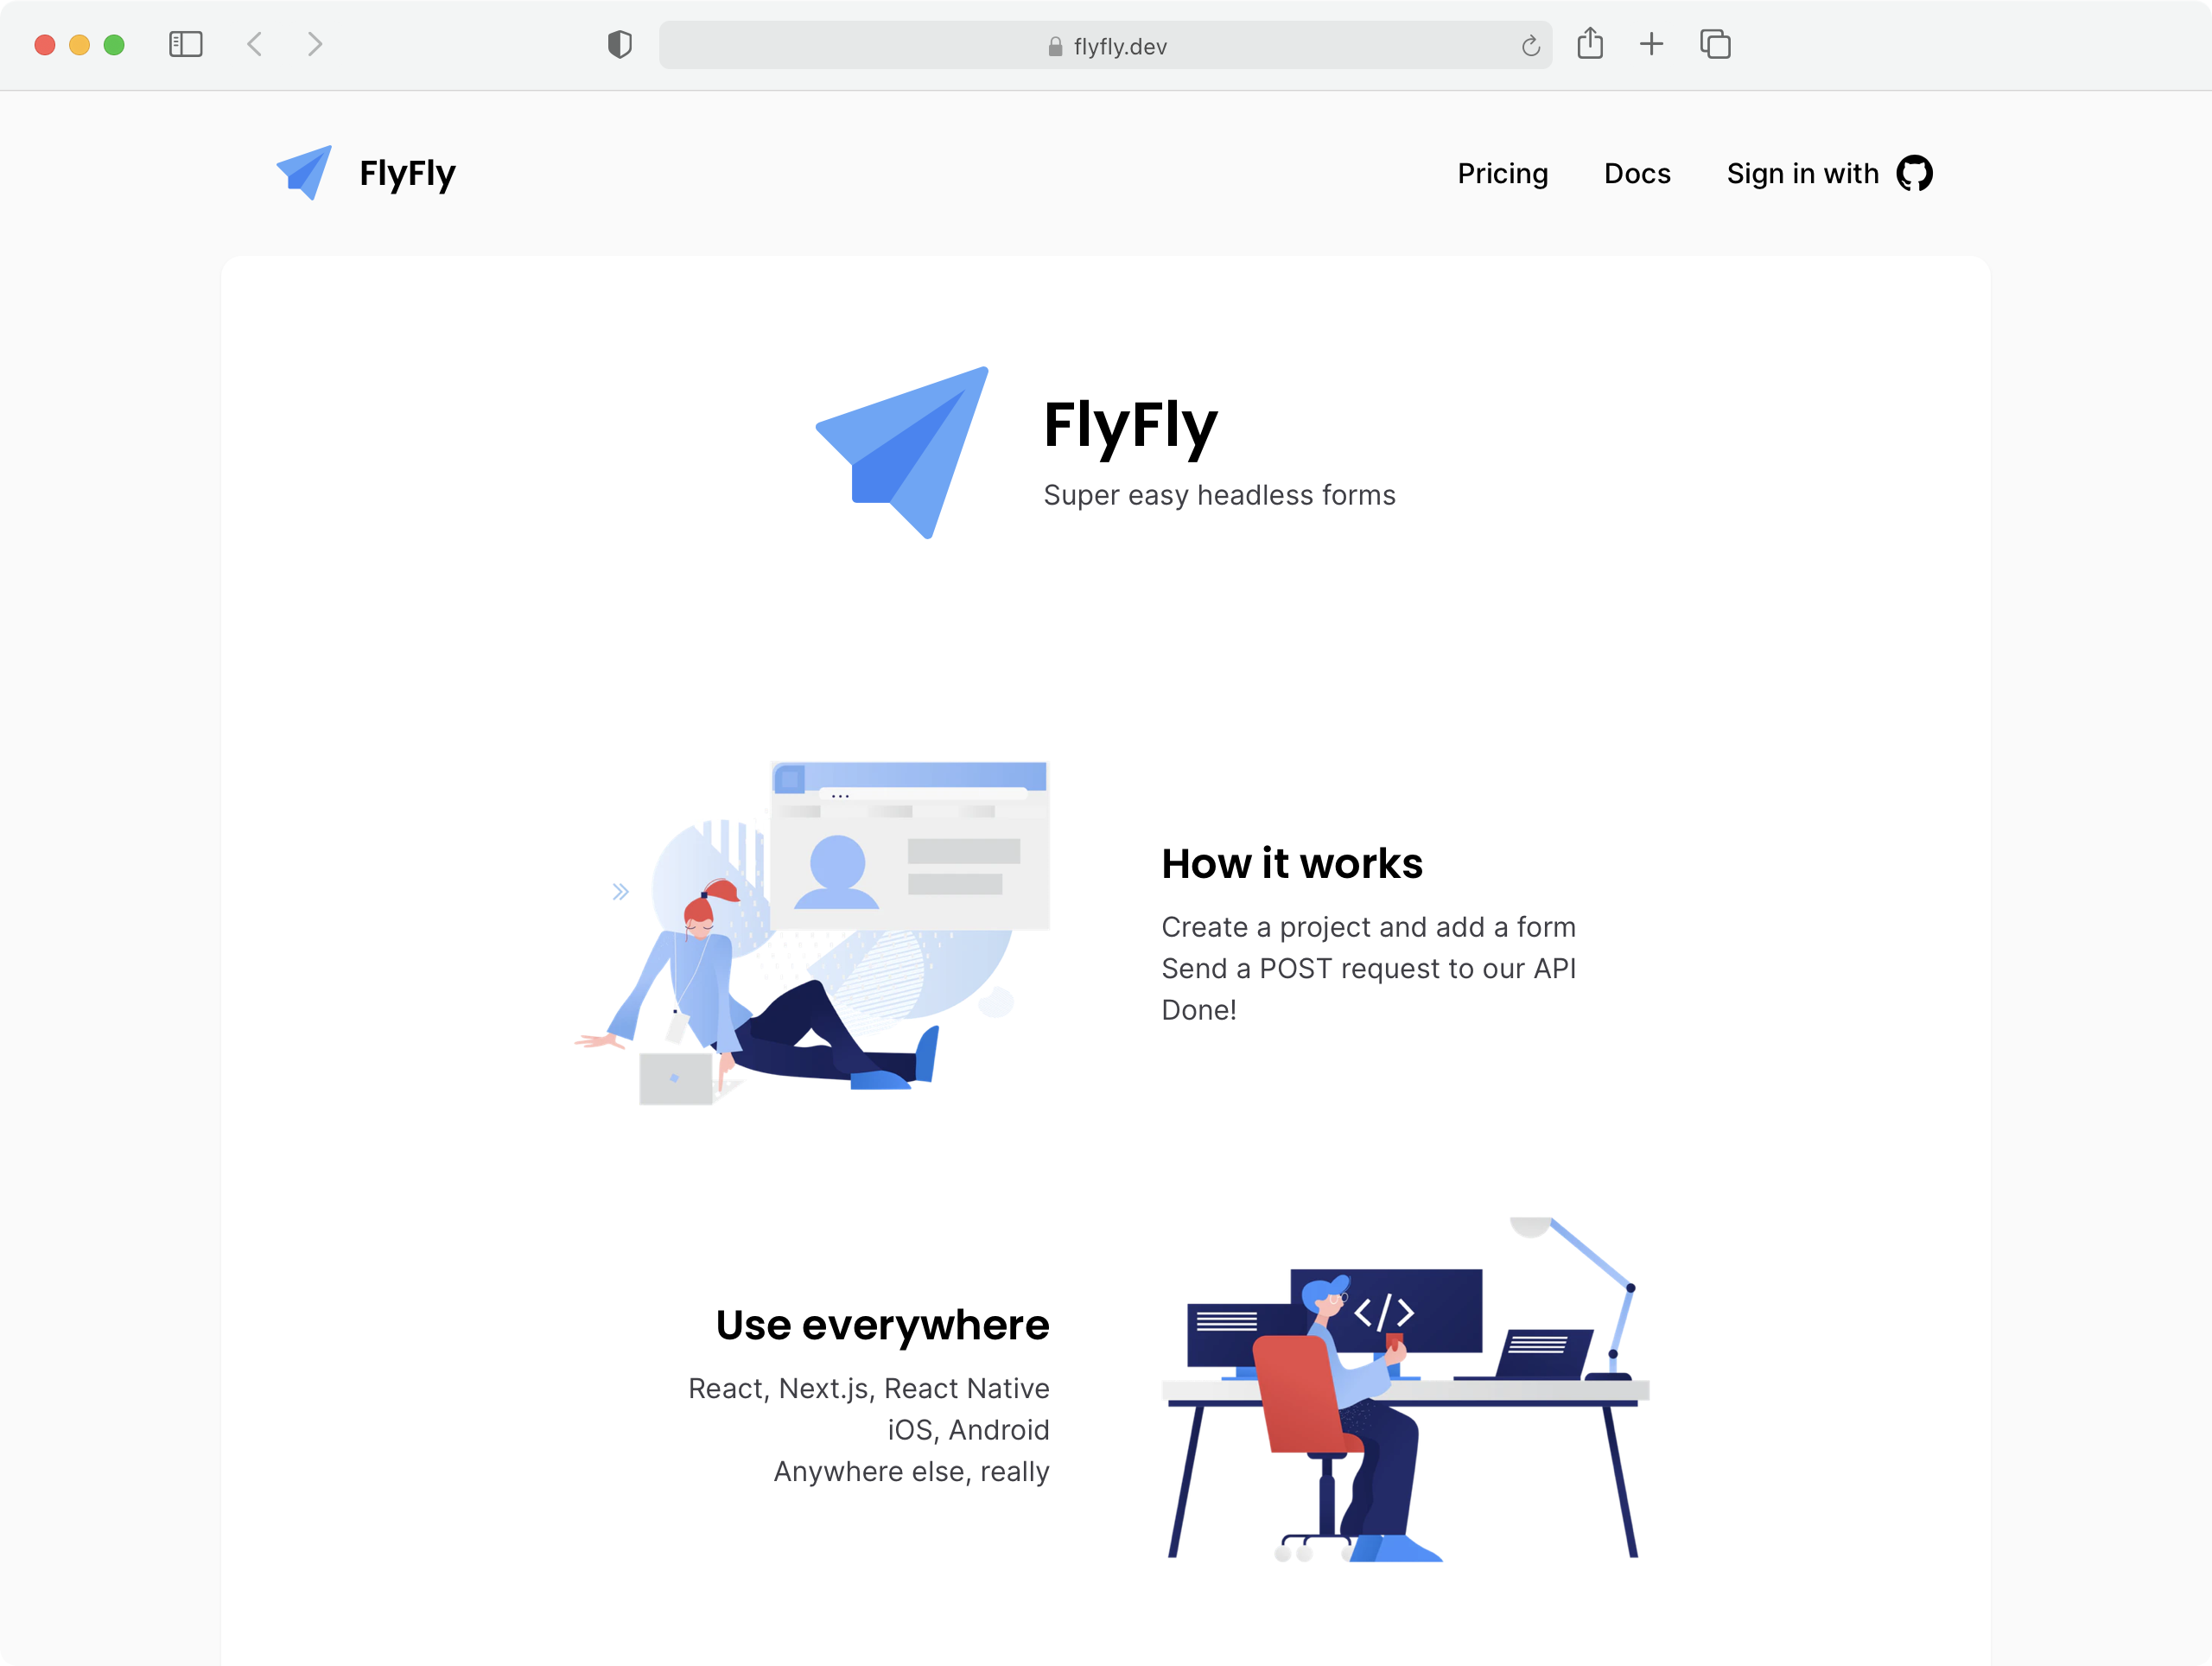 flyfly.dev
FlyFly
Pricing
Docs
Sign in with
FlyFly
Super easy headless forms
How it works
Create a project and add a form
Send a POST request to our API
Done!
</>
Use everywhere
React, Next.js, React Native
iOS, Android
Anywhere else, really